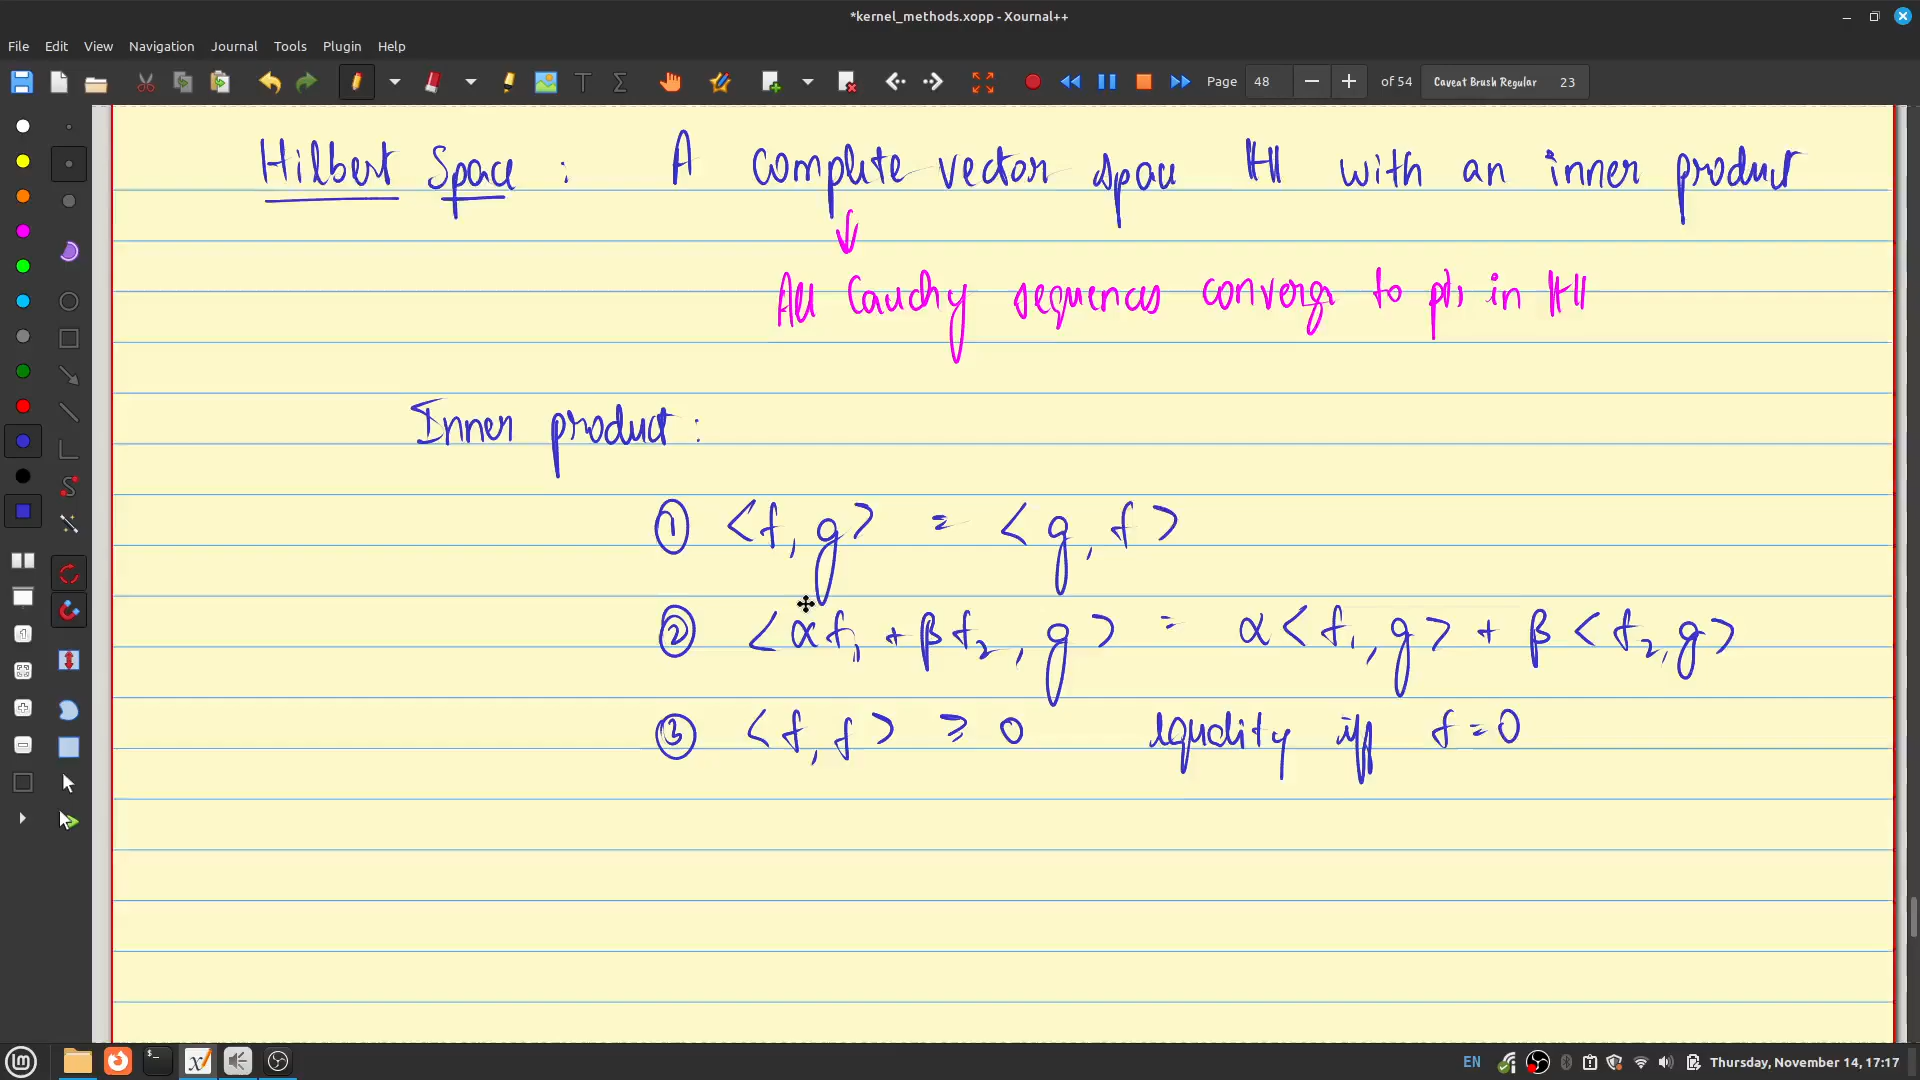 *kernel_methods.xopp - Xournal++
File Edit View Navigation Journal Tools Plugin Help
Page 48 of 54 Caveat Brush Regular 23
Hilbert Space : A complete vector space ℍ with an inner product
↓
All Cauchy sequences converge to pts in ℍ
Inner product :
① <f, g> = <g, f>
② <αf₁ + βf₂, g> = α<f₁, g> + β<f₂, g>
③ <f, f> ≥ 0 equality iff f = 0
EN Thursday, November 14, 17:17